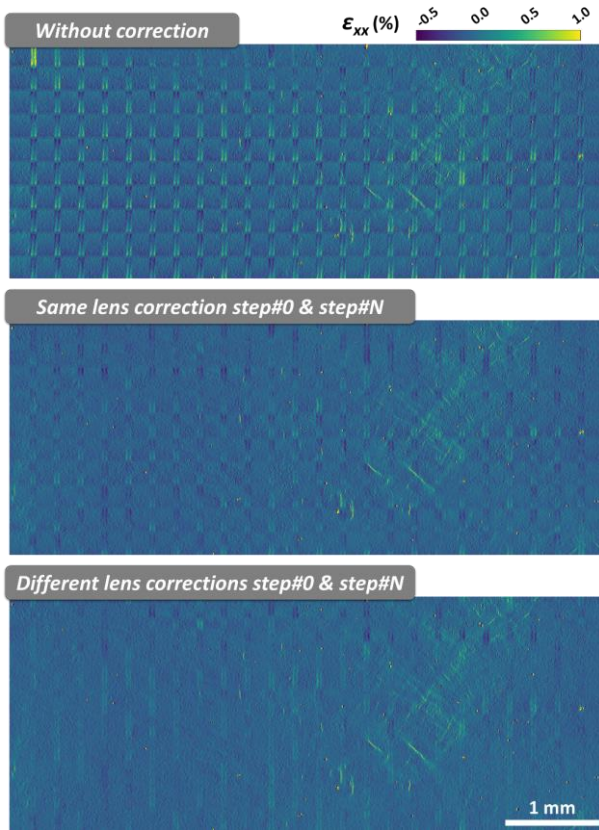 Without correction
εxx (%)
-0.5 0.0 0.5 1.0
Same lens correction step#0 & step#N
Different lens corrections step#0 & step#N
1 mm